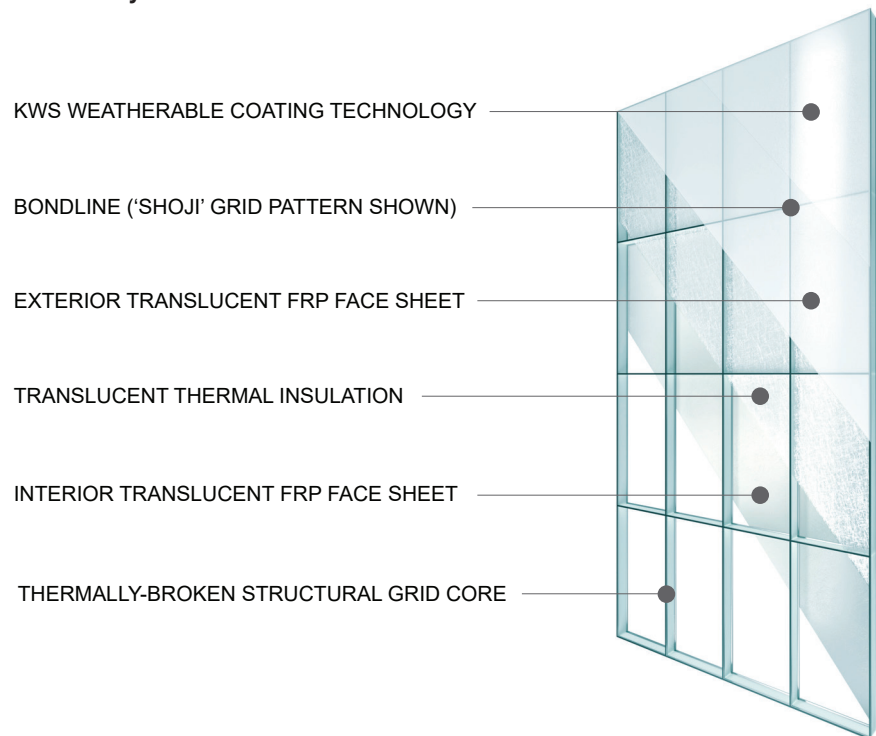 KWS WEATHERABLE COATING TECHNOLOGY
BONDLINE (‘SHOJI’ GRID PATTERN SHOWN)
EXTERIOR TRANSLUCENT FRP FACE SHEET
TRANSLUCENT THERMAL INSULATION
INTERIOR TRANSLUCENT FRP FACE SHEET
THERMALLY-BROKEN STRUCTURAL GRID CORE